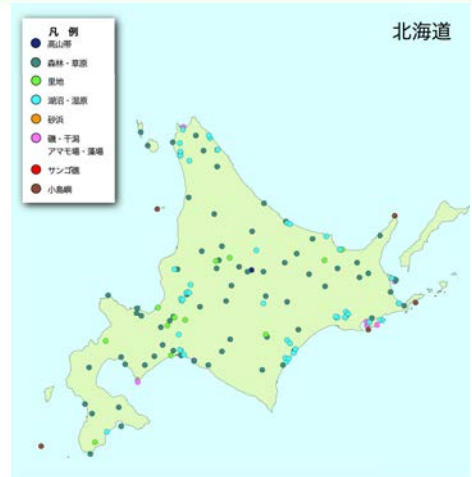 北海道
凡 例
高山帯
森林・草原
里地
湖沼・湿原
砂浜
磯・干潟
アマモ場・藻場
サンゴ礁
小島嶼